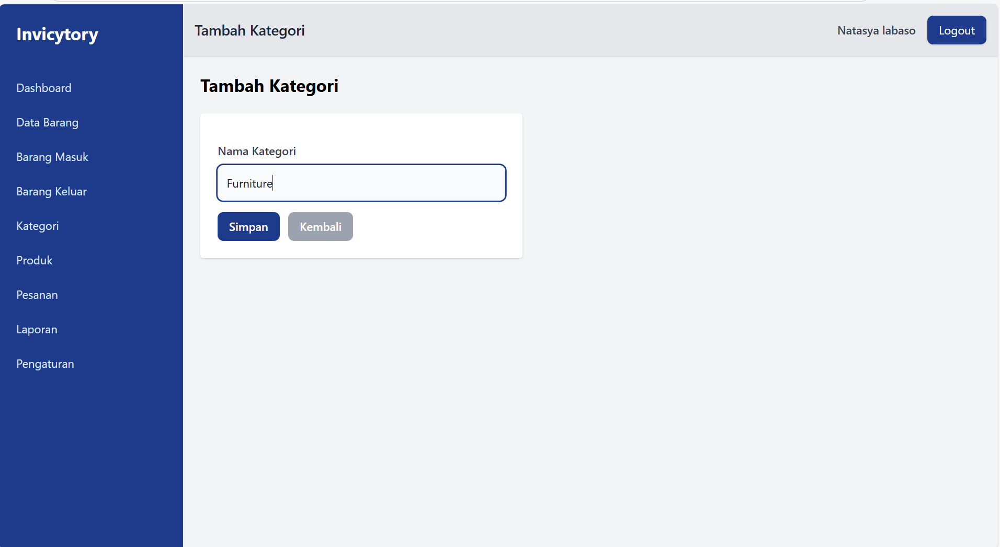 Invicytory
Dashboard
Data Barang
Barang Masuk
Barang Keluar
Kategori
Produk
Pesanan
Laporan
Pengaturan
Tambah Kategori
Natasya labaso
Logout
Tambah Kategori
Nama Kategori
Furniture
Simpan
Kembali